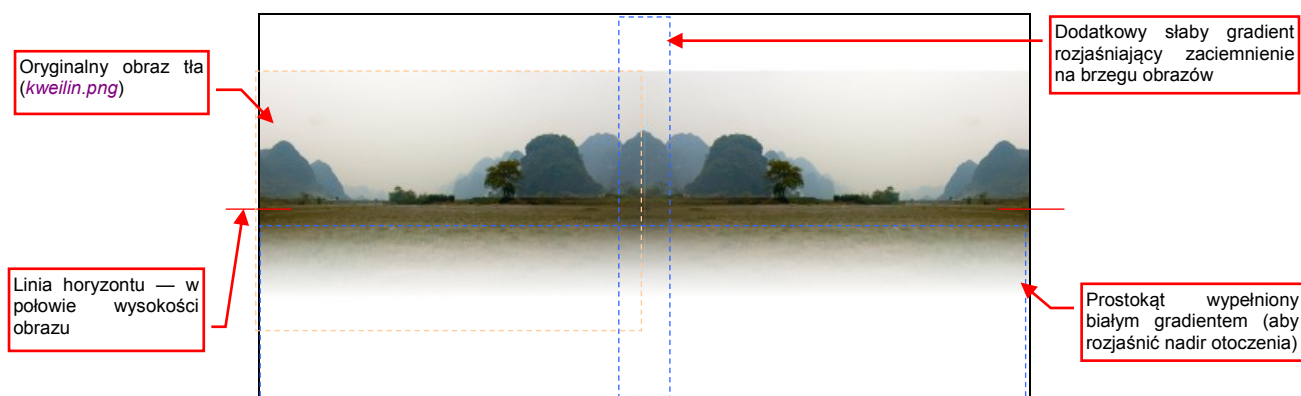 Oryginalny obraz tła
(kweilin.png)
Dodatkowy słaby gradient
rozjaśniający zaciemnienie
na brzegu obrazów
Linia horyzontu — w
połowie wysokości
obrazu
Prostokąt wypełniony
białym gradientem (aby
rozjaśnić nadir otoczenia)